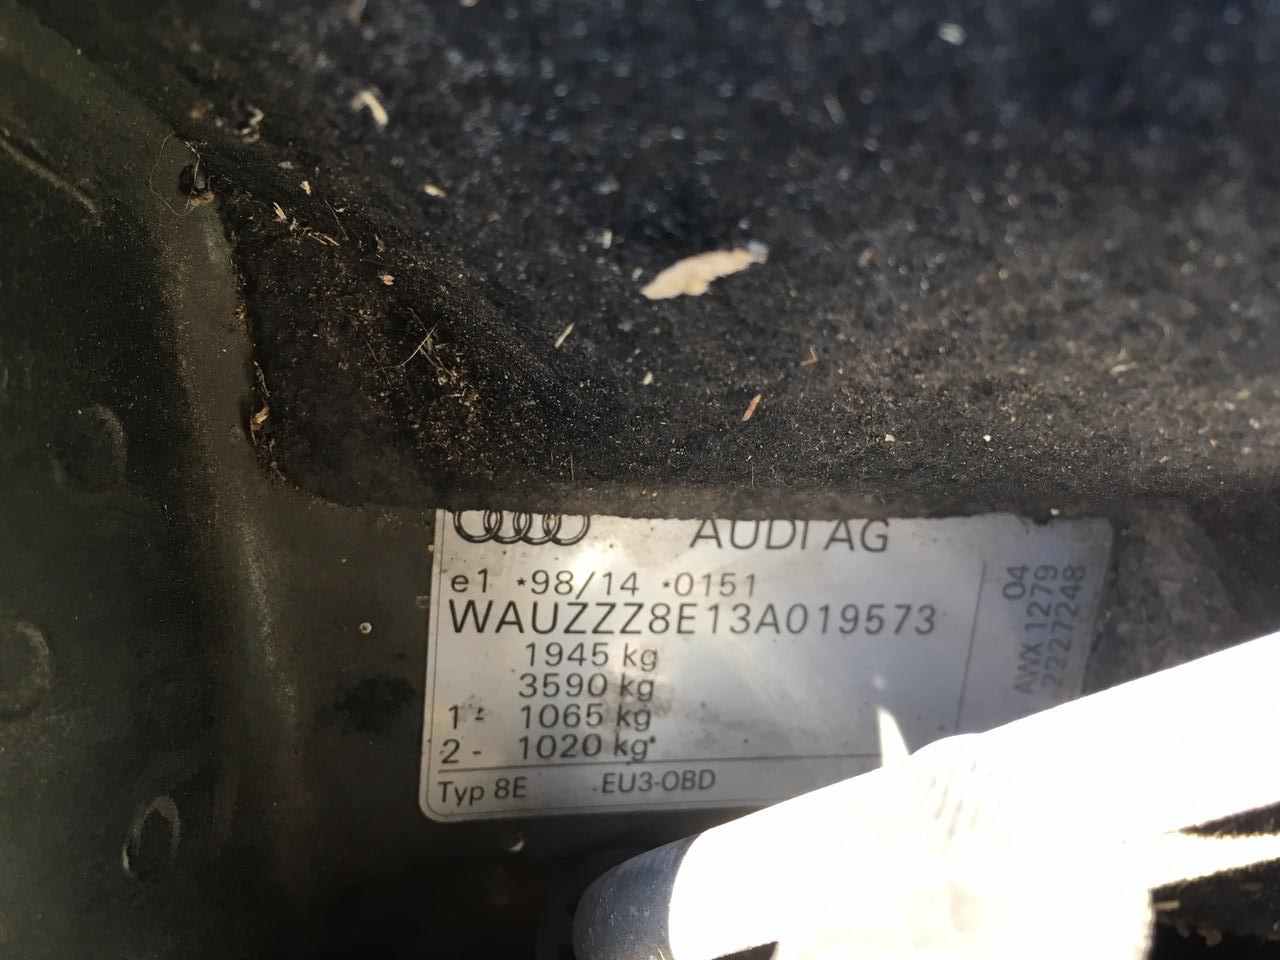 AUDI AG
e1 *98/14 *0151
WAUZZZ8E13A019573
1945 kg
3590 kg
1- 1065 kg
2- 1020 kg
Typ 8E EU3-OBD
04
AWX 1279
22227248